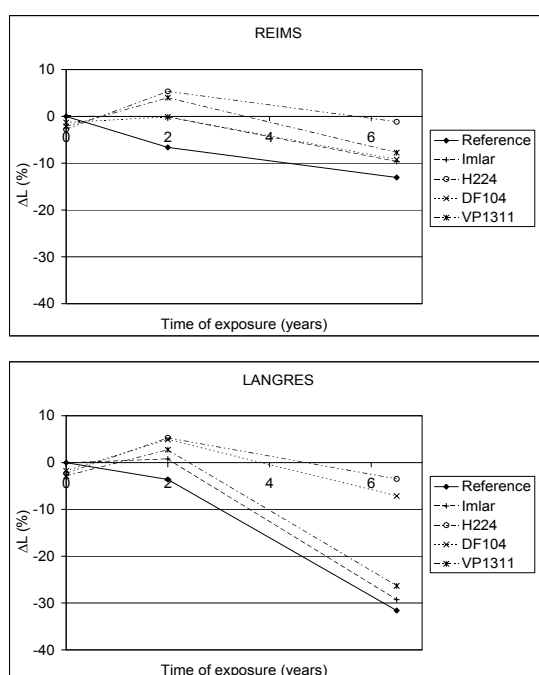 REIMS
10
0
-10
-20
-30
-40
0 2 4 6
ΔL (%)
Time of exposure (years)
Reference
Imlar
H224
DF104
VP1311
LANGRES
10
0
-10
-20
-30
-40
0 2 4 6
ΔL (%)
Time of exposure (years)
Reference
Imlar
H224
DF104
VP1311